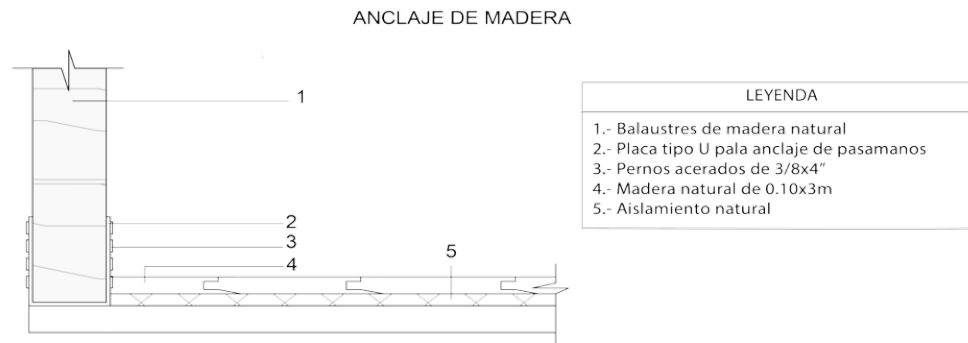 ANCLAJE DE MADERA
1
2
3
4
5
LEYENDA
1.- Balaustres de madera natural
2.- Placa tipo U pala anclaje de pasamanos
3.- Pernos acerados de 3/8x4"
4.- Madera natural de 0.10x3m
5.- Aislamiento natural